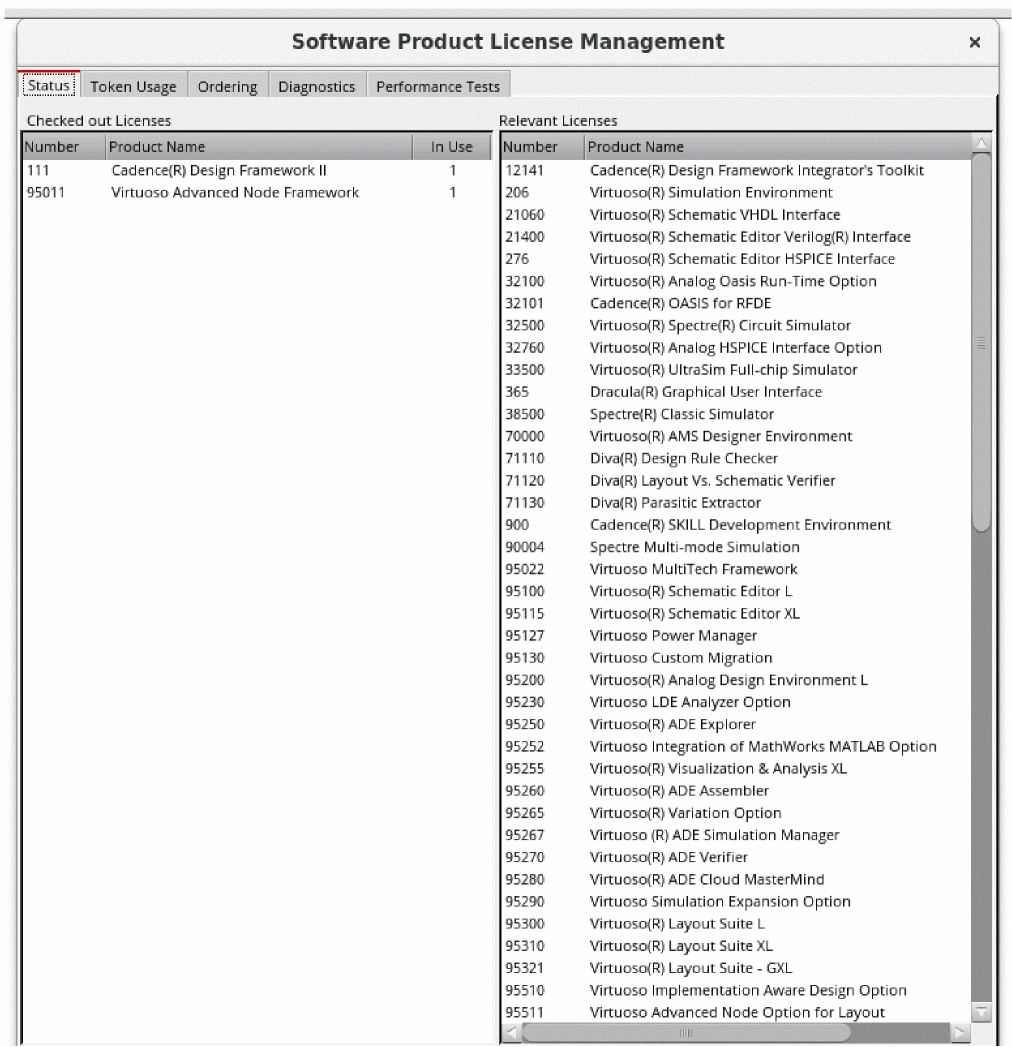 Software Product License Management
×
Status Token Usage Ordering Diagnostics Performance Tests
Checked out Licenses
Number Product Name In Use
111 Cadence(R) Design Framework II 1
95011 Virtuoso Advanced Node Framework 1
Relevant Licenses
Number Product Name
12141 Cadence(R) Design Framework Integrator's Toolkit
206 Virtuoso(R) Simulation Environment
21060 Virtuoso(R) Schematic VHDL Interface
21400 Virtuoso(R) Schematic Editor Verilog(R) Interface
276 Virtuoso(R) Schematic Editor HSPICE Interface
32100 Virtuoso(R) Analog Oasis Run-Time Option
32101 Cadence(R) OASIS for RFDE
32500 Virtuoso(R) Spectre(R) Circuit Simulator
32760 Virtuoso(R) Analog HSPICE Interface Option
33500 Virtuoso(R) UltraSim Full-chip Simulator
365 Dracula(R) Graphical User Interface
38500 Spectre(R) Classic Simulator
70000 Virtuoso(R) AMS Designer Environment
71110 Diva(R) Design Rule Checker
71120 Diva(R) Layout Vs. Schematic Verifier
71130 Diva(R) Parasitic Extractor
900 Cadence(R) SKILL Development Environment
90004 Spectre Multi-mode Simulation
95022 Virtuoso MultiTech Framework
95100 Virtuoso(R) Schematic Editor L
95115 Virtuoso(R) Schematic Editor XL
95127 Virtuoso Power Manager
95130 Virtuoso Custom Migration
95200 Virtuoso(R) Analog Design Environment L
95230 Virtuoso LDE Analyzer Option
95250 Virtuoso(R) ADE Explorer
95252 Virtuoso Integration of MathWorks MATLAB Option
95255 Virtuoso(R) Visualization & Analysis XL
95260 Virtuoso(R) ADE Assembler
95265 Virtuoso(R) Variation Option
95267 Virtuoso (R) ADE Simulation Manager
95270 Virtuoso(R) ADE Verifier
95280 Virtuoso(R) ADE Cloud MasterMind
95290 Virtuoso Simulation Expansion Option
95300 Virtuoso(R) Layout Suite L
95310 Virtuoso(R) Layout Suite XL
95321 Virtuoso(R) Layout Suite - GXL
95510 Virtuoso Implementation Aware Design Option
95511 Virtuoso Advanced Node Option for Layout